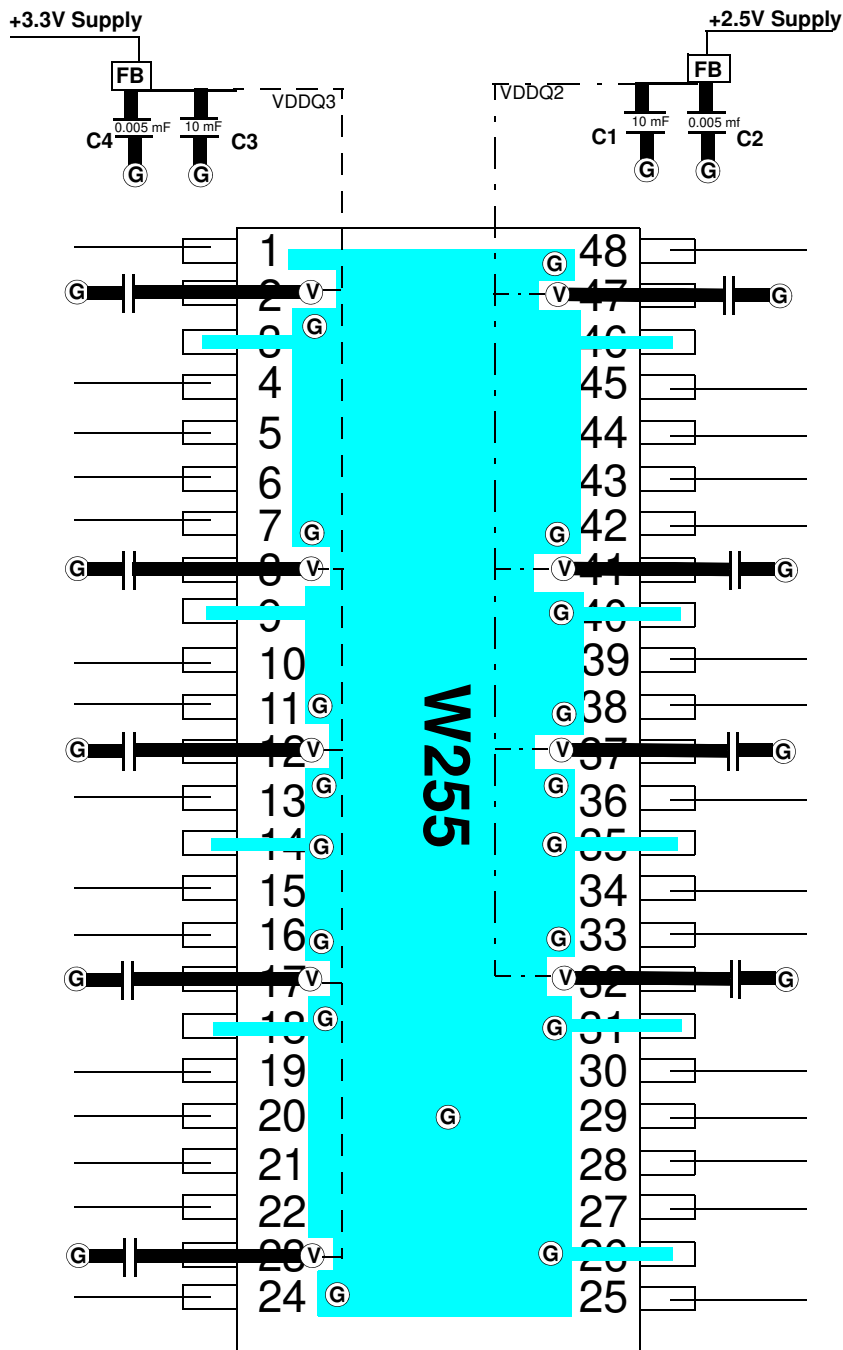 +3.3V Supply
+2.5V Supply
FB
FB
VDDQ3
VDDQ2
0.005 mF
10 mF
C4
C3
10 mF
0.005 mf
C1
C2
G
G
G
G
1
48
G
G
2
V
V
47
G
3
G
46
4
45
5
44
6
43
7
G
G
42
G
8
V
V
41
G
9
G
40
10
39
11
G
G
38
G
12
V
V
37
G
13
G
G
36
14
G
G
35
15
34
16
G
G
33
G
17
V
V
32
G
18
G
G
31
19
30
20
G
29
21
28
22
27
G
23
V
G
26
24
G
25
W255